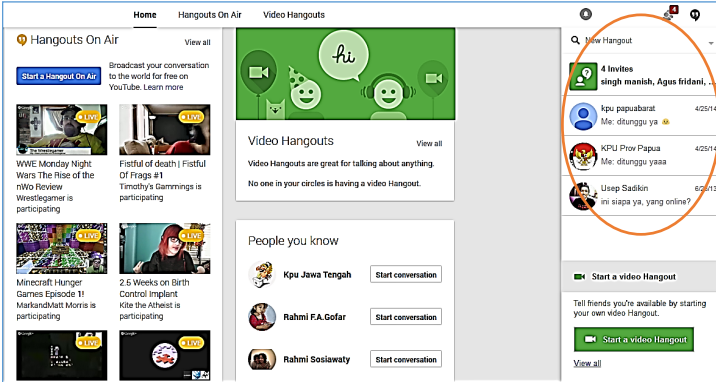 Home Hangouts On Air Video Hangouts
4
Hangouts On Air View all
Start a Hangout On Air
Broadcast your conversation
to the world for free on
YouTube. Learn more
LIVE
The Wrestlegamer
WWE Monday Night
Wars The Rise of the
nWo Review
Wrestlegamer is
participating
LIVE
Fistful of death | Fistful
Of Frags #1
Timothy's Gammings is
participating
LIVE
Minecraft Hunger
Games Episode 1!
MarkandMatt Morris is
participating
LIVE
2.5 Weeks on Birth
Control Implant
Kite the Atheist is
participating
LIVE
LIVE
hi
Video Hangouts View all
Video Hangouts are great for talking about anything.
No one in your circles is having a video Hangout.
People you know
Kpu Jawa Tengah Start conversation
Rahmi F.A.Gofar Start conversation
Rahmi Sosiawaty Start conversation
New Hangout
4 Invites
singh manish, Agus fridani, ...
kpu papuabarat 4/25/14
Me: ditunggu ya
KPU Prov Papua 4/25/14
Me: ditunggu yaaa
Usep Sadikin
ini siapa ya, yang online?
Start a video Hangout
Tell friends you're available by starting
your own video Hangout.
Start a video Hangout
View all